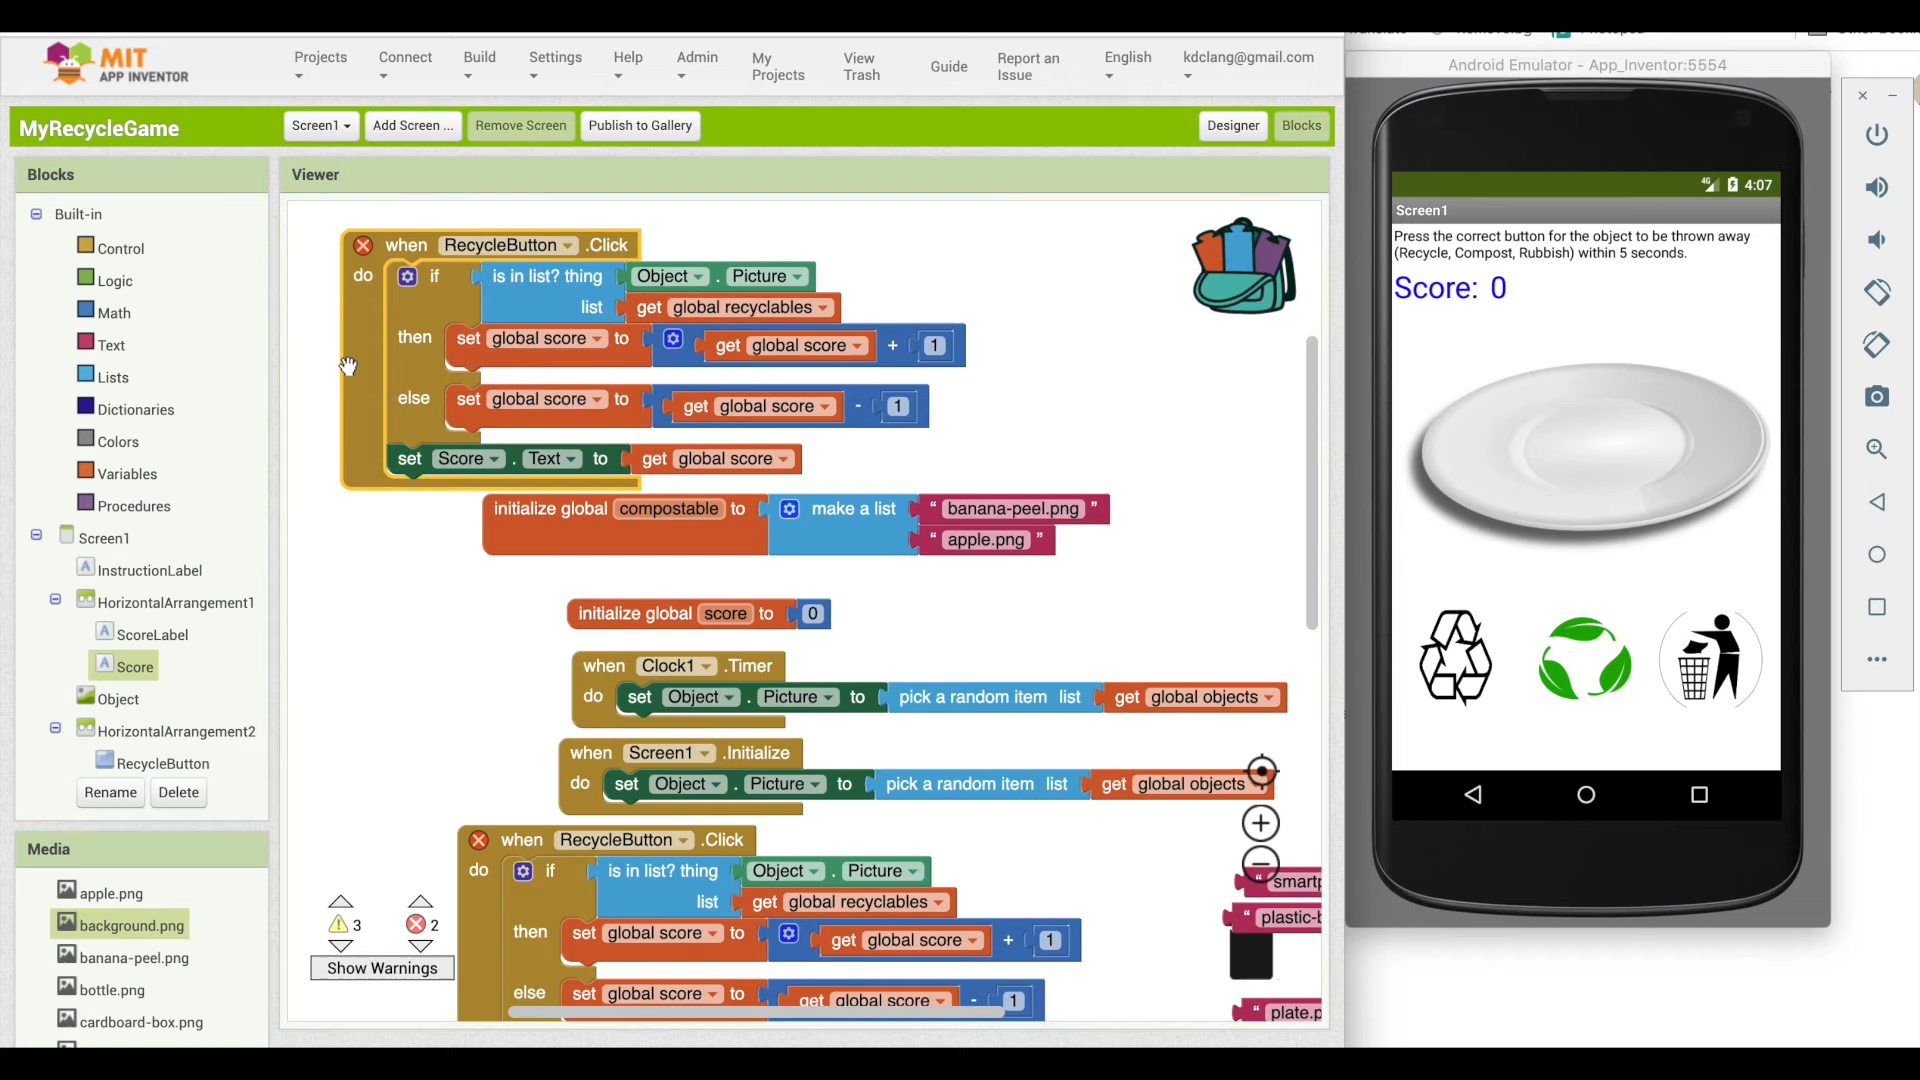 Android Emulator - App_Inventor:5554
MIT
APP INVENTOR
Projects
Connect
Build
Settings
Help
Admin
My Projects
View Trash
Guide
Report an Issue
English
kdclang@gmail.com
MyRecycleGame
Screen1
Add Screen ...
Remove Screen
Publish to Gallery
Designer
Blocks
Blocks
Built-in
Control
Logic
Math
Text
Lists
Dictionaries
Colors
Variables
Procedures
Screen1
InstructionLabel
HorizontalArrangement1
ScoreLabel
Score
Object
HorizontalArrangement2
RecycleButton
Rename
Delete
Media
apple.png
background.png
banana-peel.png
bottle.png
cardboard-box.png
Viewer
when RecycleButton .Click
do if is in list? thing Object . Picture
list get global recyclables
then set global score to get global score + 1
else set global score to get global score - 1
set Score . Text to get global score
initialize global compostable to make a list " banana-peel.png "
" apple.png "
initialize global score to 0
when Clock1 .Timer
do set Object . Picture to pick a random item list get global objects
when Screen1 .Initialize
do set Object . Picture to pick a random item list get global objects
when RecycleButton .Click
do if is in list? thing Object . Picture
list get global recyclables
then set global score to get global score + 1
else set global score to get global score - 1
" smartp
" plastic-b
" plate.p
3
2
Show Warnings
4G 4:07
Screen1
Press the correct button for the object to be thrown away
(Recycle, Compost, Rubbish) within 5 seconds.
Score: 0